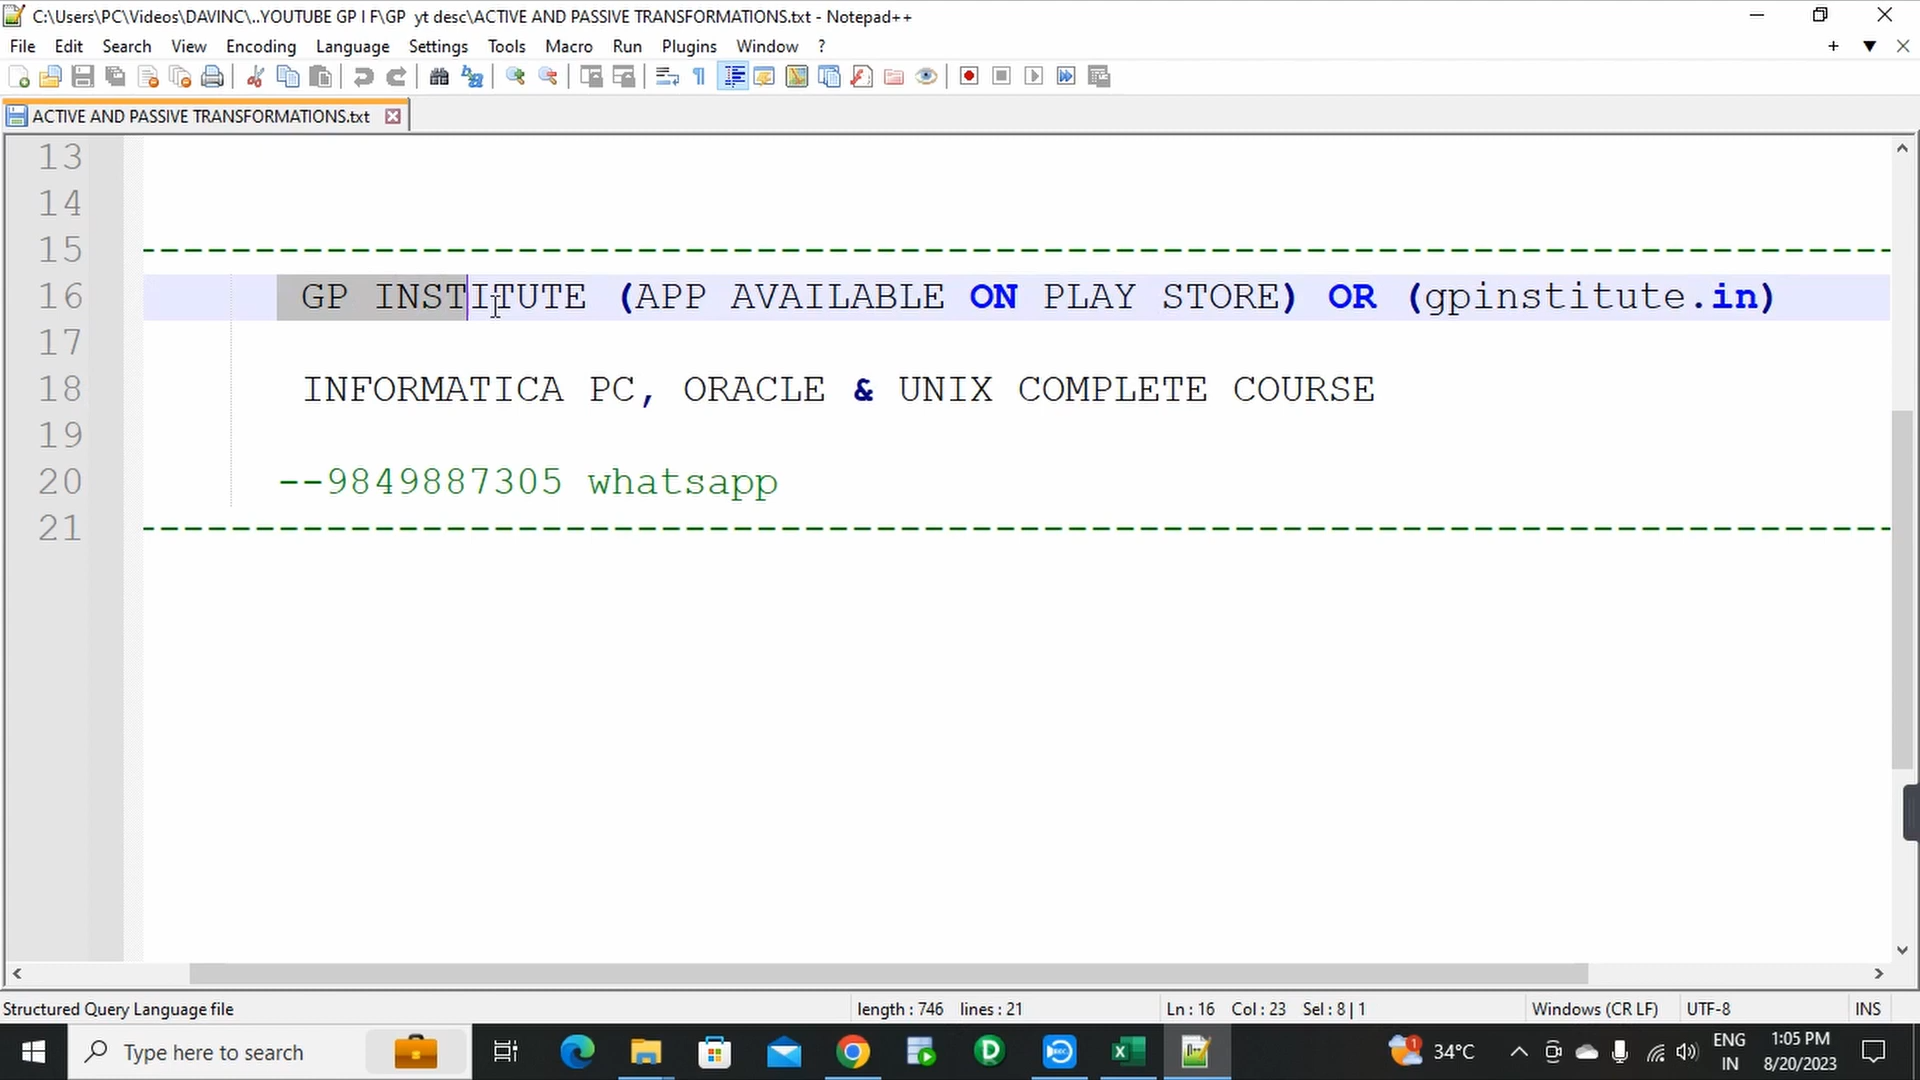 C:\Users\PC\Videos\DAVINC\..YOUTUBE GP I F\GP  yt desc\ACTIVE AND PASSIVE TRANSFORMATIONS.txt - Notepad++
File Edit Search View Encoding Language Settings Tools Macro Run Plugins Window ?
ACTIVE AND PASSIVE TRANSFORMATIONS.txt
13
14
15 --------------------------------------------------------------------------
16 GP INSTITUTE (APP AVAILABLE ON PLAY STORE) OR (gpinstitute.in)
17
18 INFORMATICA PC, ORACLE & UNIX COMPLETE COURSE
19
20 --9849887305 whatsapp
21 --------------------------------------------------------------------------
Structured Query Language file length : 746 lines : 21 Ln : 16 Col : 23 Sel : 8 | 1 Windows (CR LF) UTF-8 INS
Type here to search 34°C ENG IN 1:05 PM 8/20/2023